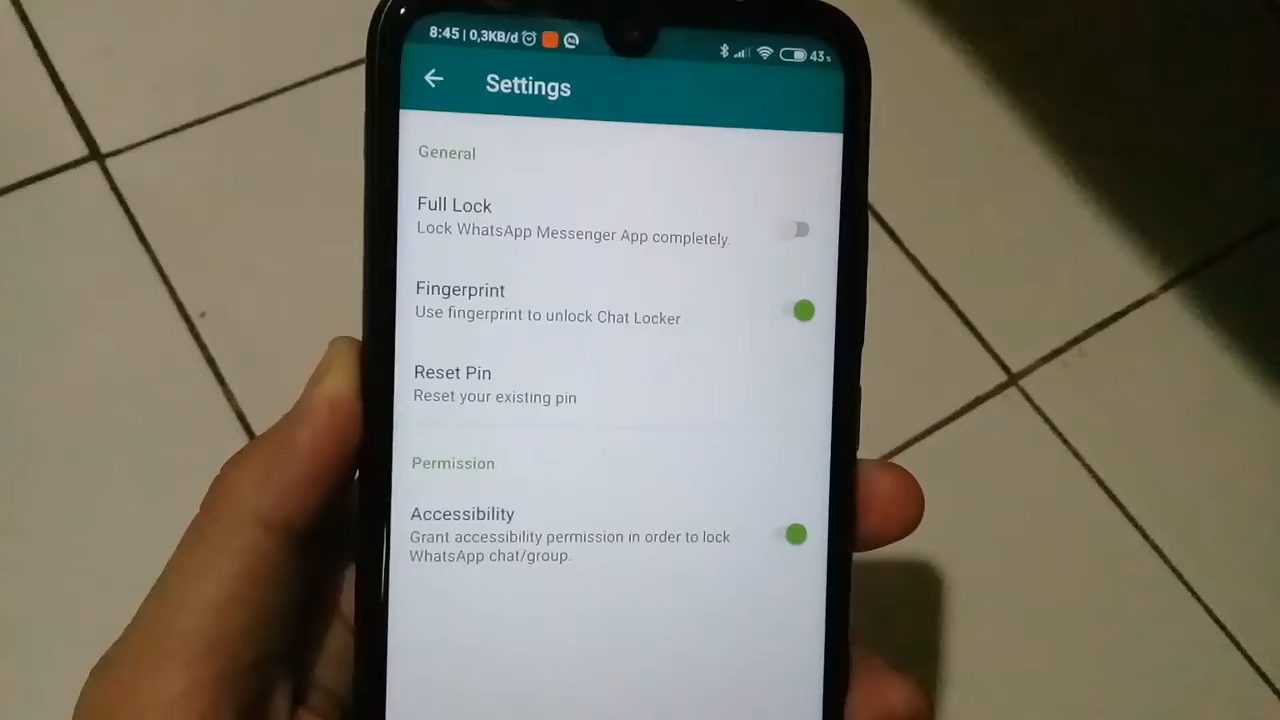 8:45 | 0,3KB/d 43%
Settings
General
Full Lock
Lock WhatsApp Messenger App completely.
Fingerprint
Use fingerprint to unlock Chat Locker
Reset Pin
Reset your existing pin
Permission
Accessibility
Grant accessibility permission in order to lock
WhatsApp chat/group.